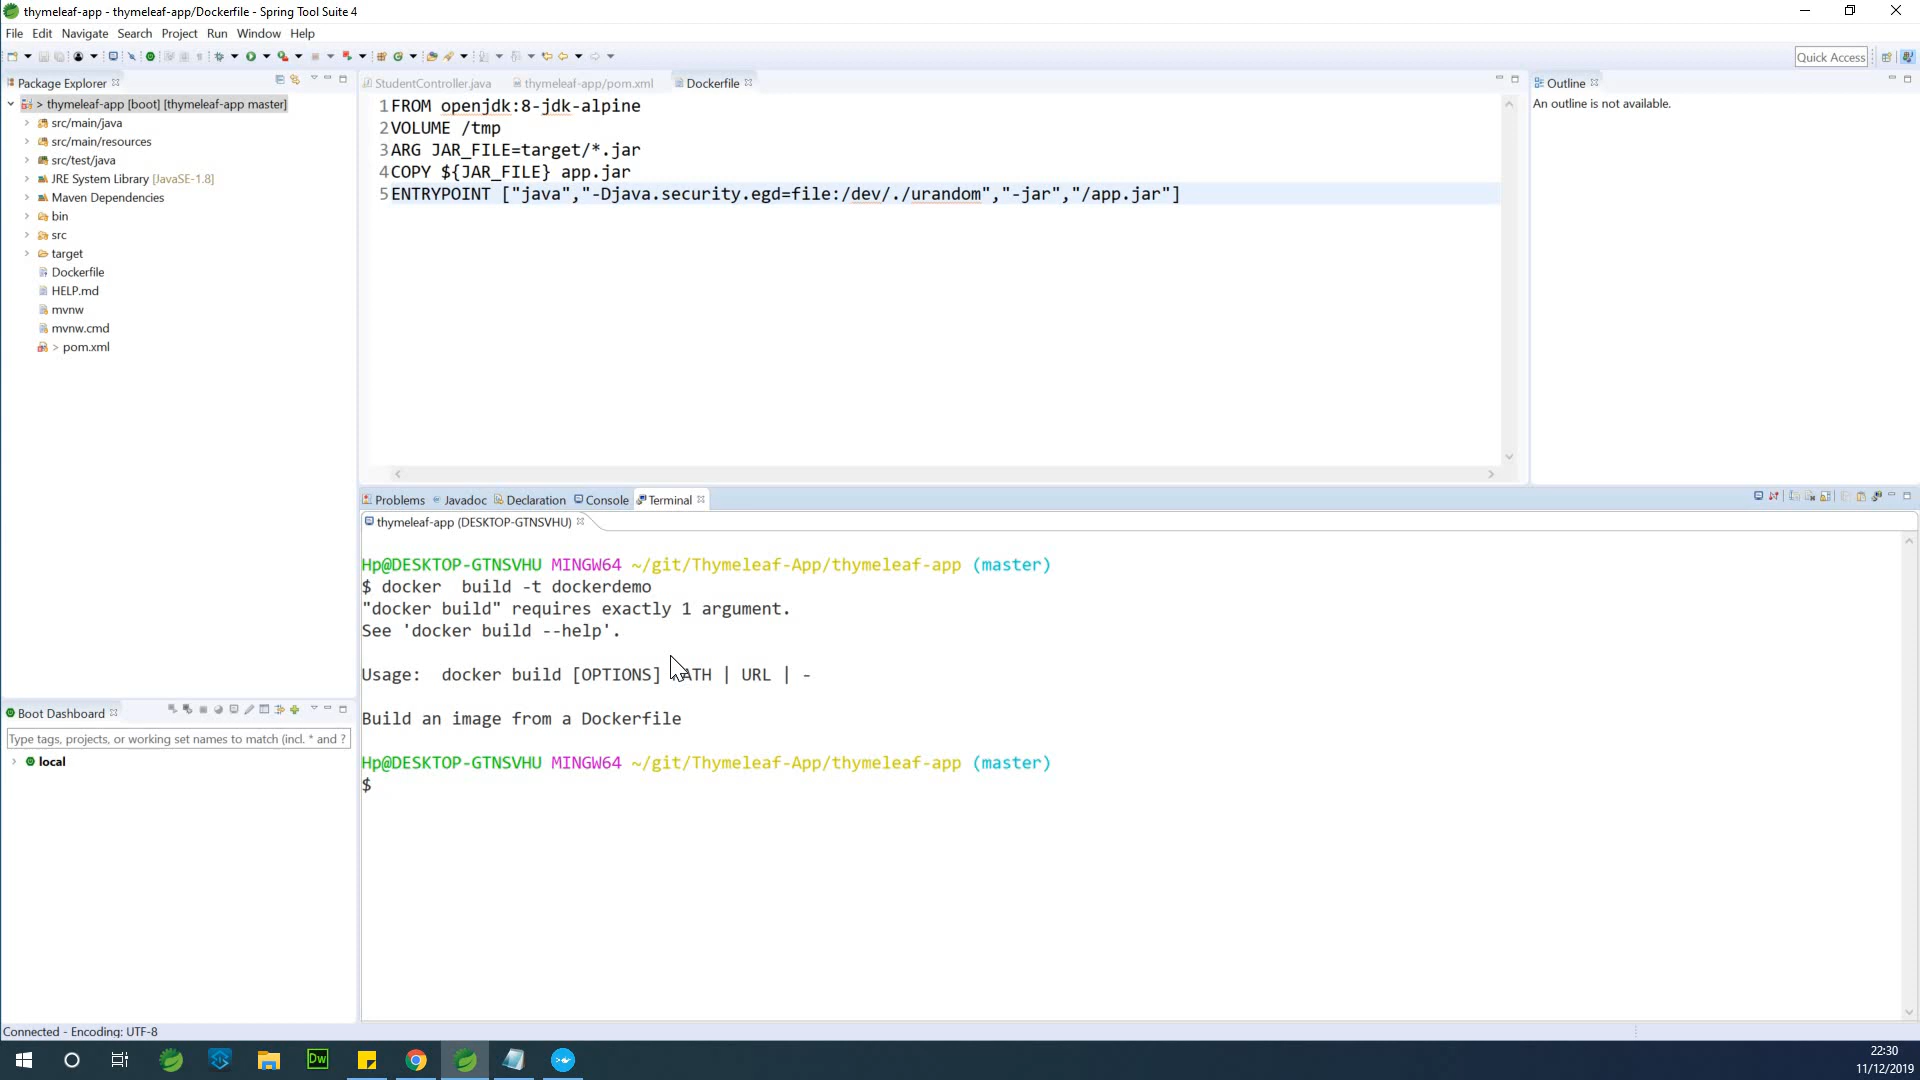 thymeleaf-app - thymeleaf-app/Dockerfile - Spring Tool Suite 4
File Edit Navigate Search Project Run Window Help
Quick Access
Package Explorer
> thymeleaf-app [boot] [thymeleaf-app master]
src/main/java
src/main/resources
src/test/java
JRE System Library [JavaSE-1.8]
Maven Dependencies
bin
src
target
Dockerfile
HELP.md
mvnw
mvnw.cmd
> pom.xml
StudentController.java thymeleaf-app/pom.xml Dockerfile
1 FROM openjdk:8-jdk-alpine
2 VOLUME /tmp
3 ARG JAR_FILE=target/*.jar
4 COPY ${JAR_FILE} app.jar
5 ENTRYPOINT ["java","-Djava.security.egd=file:/dev/./urandom","-jar","/app.jar"]
Outline
An outline is not available.
Problems Javadoc Declaration Console Terminal
thymeleaf-app (DESKTOP-GTNSVHU)
Hp@DESKTOP-GTNSVHU MINGW64 ~/git/Thymeleaf-App/thymeleaf-app (master)
$ docker  build -t dockerdemo
"docker build" requires exactly 1 argument.
See 'docker build --help'.
Usage:  docker build [OPTIONS] PATH | URL | -
Build an image from a Dockerfile
Hp@DESKTOP-GTNSVHU MINGW64 ~/git/Thymeleaf-App/thymeleaf-app (master)
$
Boot Dashboard
Type tags, projects, or working set names to match (incl. * and ?
local
Connected - Encoding: UTF-8
Dw
22:30
11/12/2019